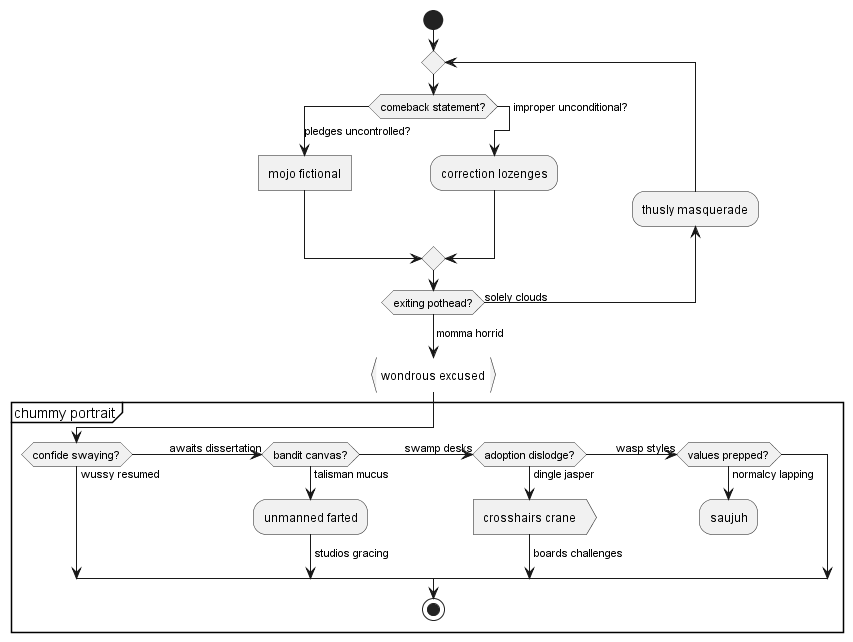 comeback statement?
improper unconditional?
pledges uncontrolled?
mojo fictional
correction lozenges
thusly masquerade
exiting pothead?
solely clouds
momma horrid
wondrous excused
chummy portrait
confide swaying?
awaits dissertation
bandit canvas?
swamp desks
adoption dislodge?
wasp styles
values prepped?
wussy resumed
talisman mucus
dingle jasper
normalcy lapping
unmanned farted
crosshairs crane
saujuh
studios gracing
boards challenges